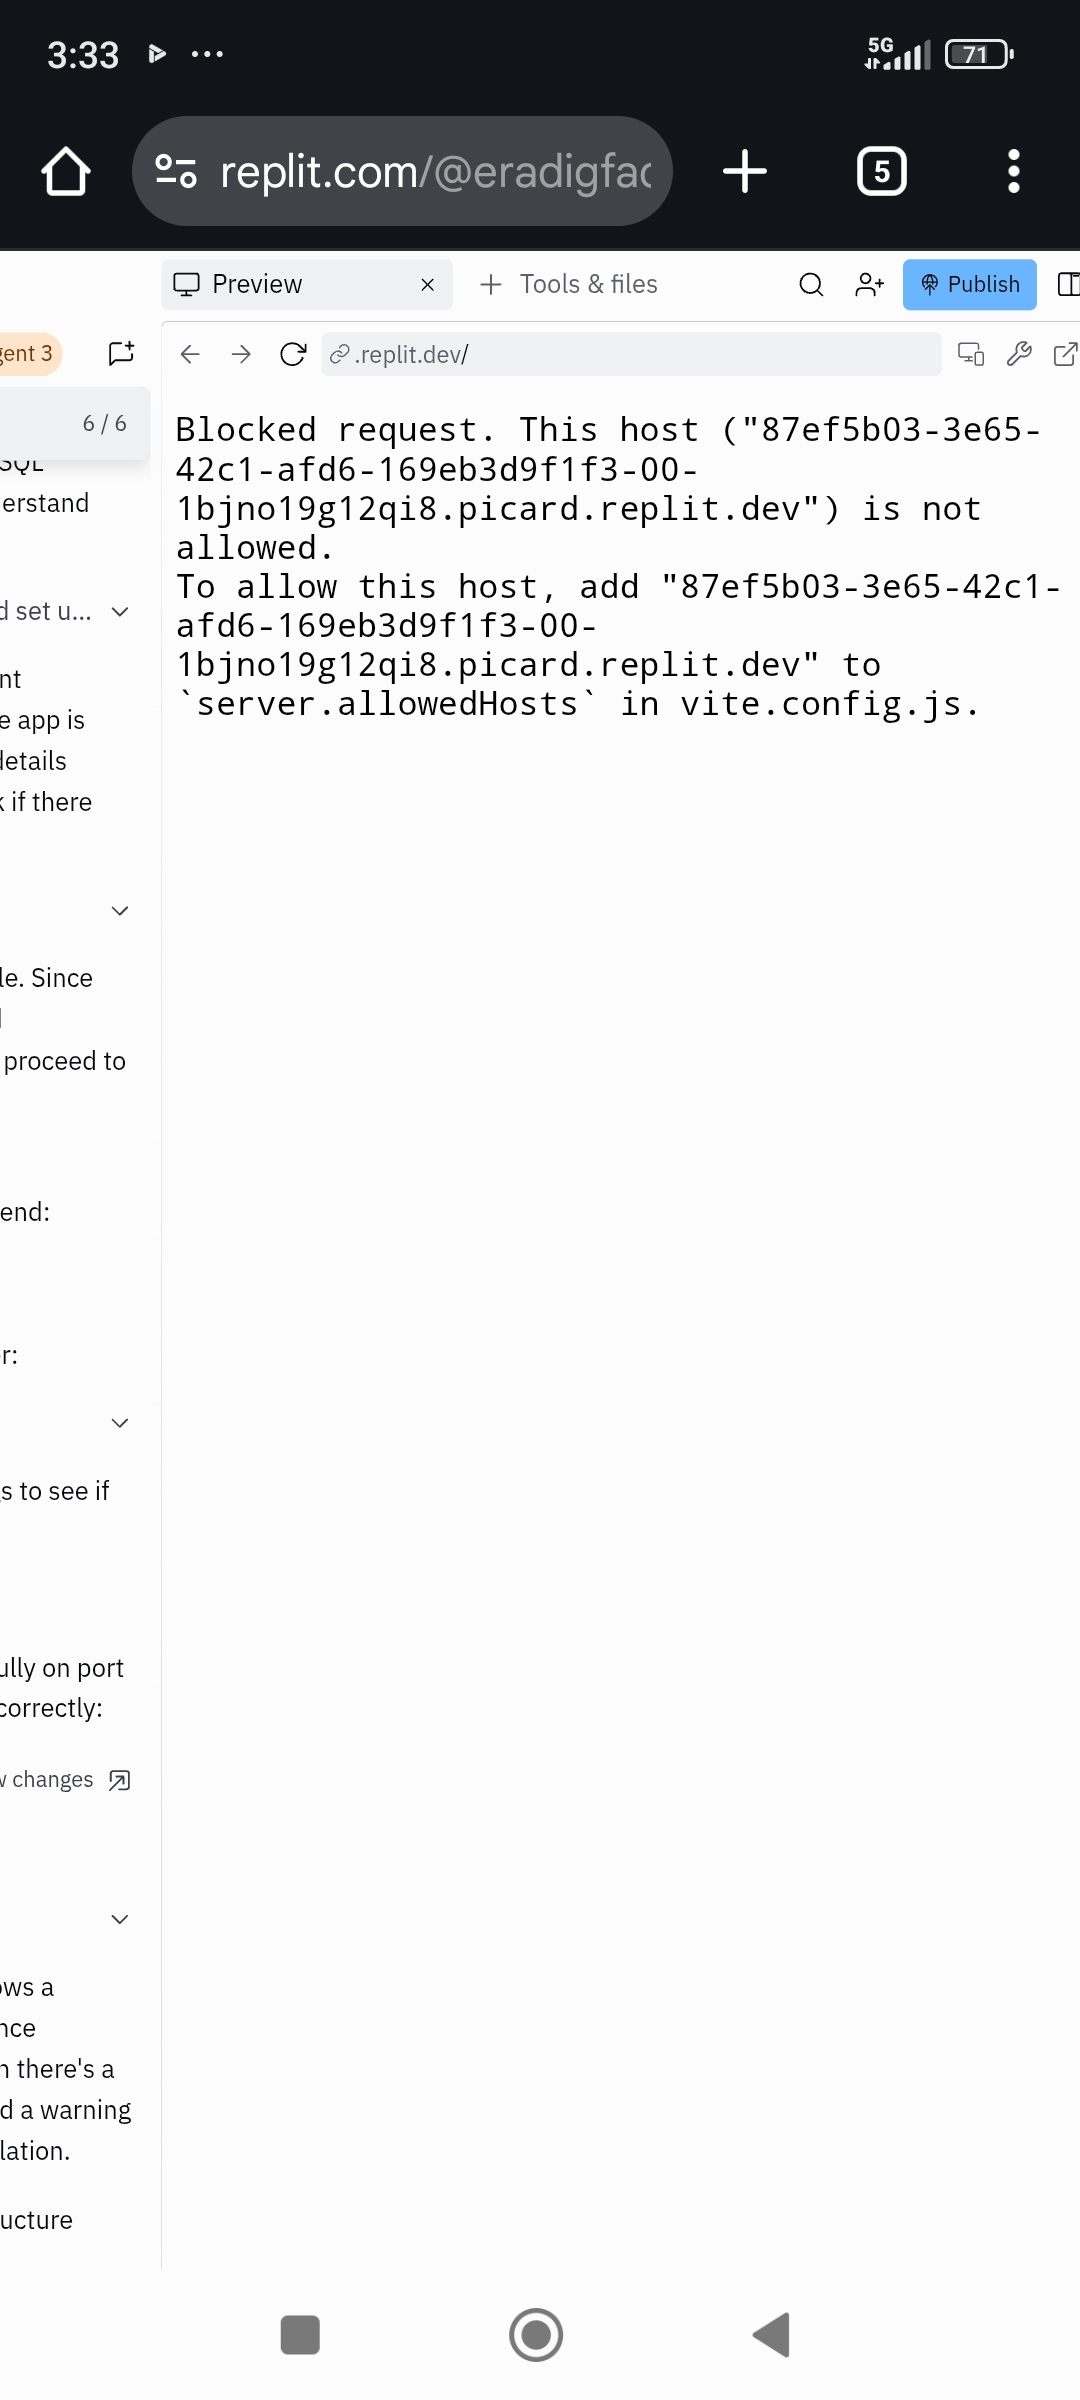 3:33
5G
71
replit.com/@eradigfac
5
Preview
Tools & files
Publish
gent 3
.replit.dev/
6 / 6
Blocked request. This host ("87ef5b03-3e65-
42c1-afd6-169eb3d9f1f3-00-
1bjno19g12qi8.picard.replit.dev") is not
allowed.
To allow this host, add "87ef5b03-3e65-42c1-
afd6-169eb3d9f1f3-00-
1bjno19g12qi8.picard.replit.dev" to
`server.allowedHosts` in vite.config.js.
SQL
erstand
d set u...
nt
e app is
details
k if there
le. Since
proceed to
end:
r:
s to see if
ully on port
correctly:
w changes
ows a
nce
n there's a
d a warning
lation.
ucture